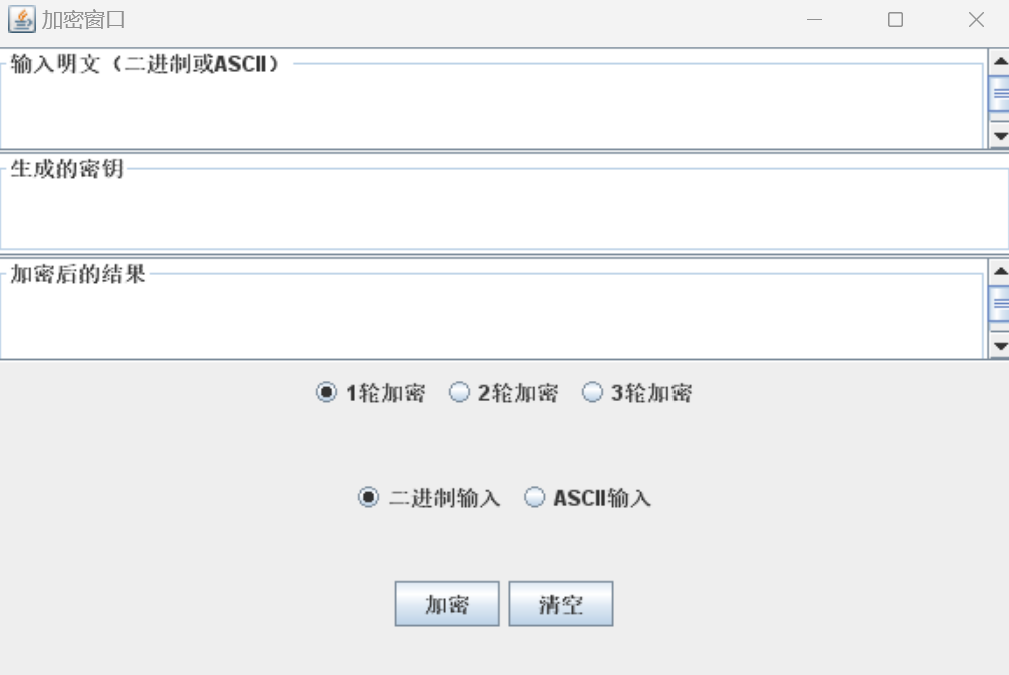 加密窗口
输入明文（二进制或ASCII）
生成的密钥
加密后的结果
1轮加密 2轮加密 3轮加密
二进制输入 ASCII输入
加密 清空